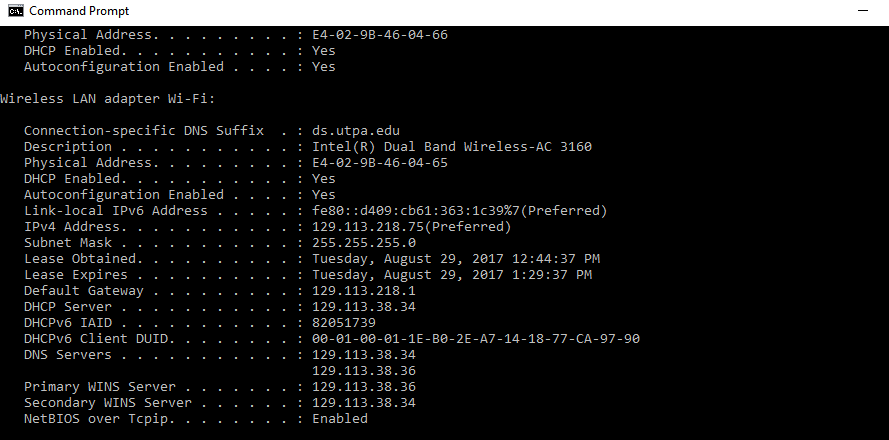 Command Prompt
Physical Address. . . . . . . . . : E4-02-9B-46-04-66
DHCP Enabled. . . . . . . . . . . : Yes
Autoconfiguration Enabled . . . . : Yes
Wireless LAN adapter Wi-Fi:
Connection-specific DNS Suffix  . : ds.utpa.edu
Description . . . . . . . . . . . : Intel(R) Dual Band Wireless-AC 3160
Physical Address. . . . . . . . . : E4-02-9B-46-04-65
DHCP Enabled. . . . . . . . . . . : Yes
Autoconfiguration Enabled . . . . : Yes
Link-local IPv6 Address . . . . . : fe80::d409:cb61:363:1c39%7(Preferred)
IPv4 Address. . . . . . . . . . . : 129.113.218.75(Preferred)
Subnet Mask . . . . . . . . . . . : 255.255.255.0
Lease Obtained. . . . . . . . . . : Tuesday, August 29, 2017 12:44:37 PM
Lease Expires . . . . . . . . . . : Tuesday, August 29, 2017 1:29:37 PM
Default Gateway . . . . . . . . . : 129.113.218.1
DHCP Server . . . . . . . . . . . : 129.113.38.34
DHCPv6 IAID . . . . . . . . . . . : 82051739
DHCPv6 Client DUID. . . . . . . . : 00-01-00-01-1E-B0-2E-A7-14-18-77-CA-97-90
DNS Servers . . . . . . . . . . . : 129.113.38.34
129.113.38.36
Primary WINS Server . . . . . . . : 129.113.38.36
Secondary WINS Server . . . . . . : 129.113.38.34
NetBIOS over Tcpip. . . . . . . . : Enabled